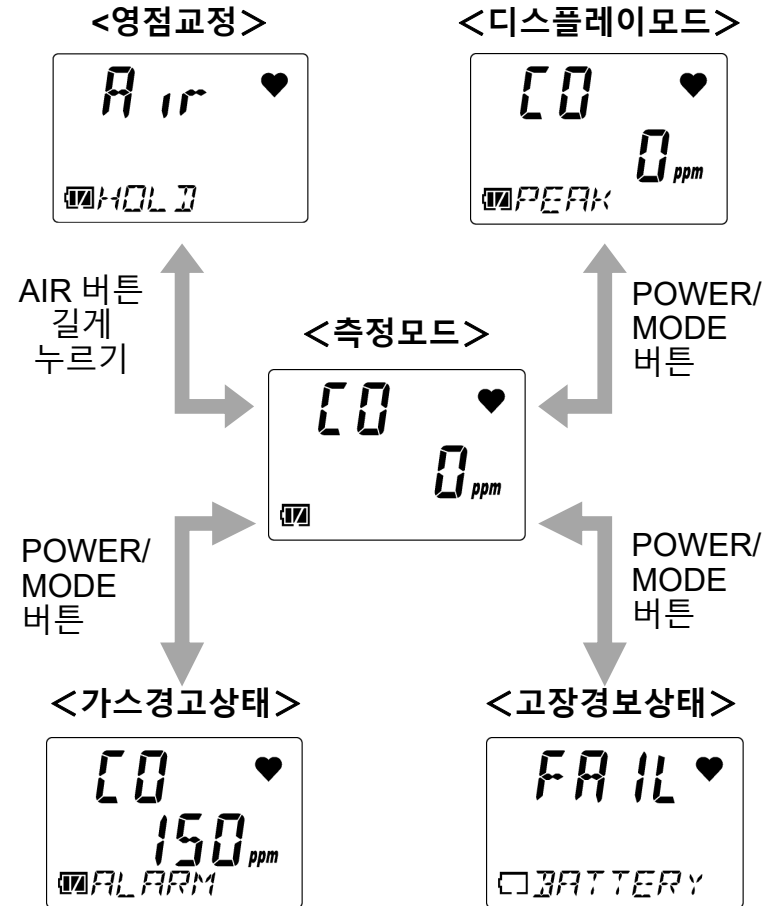 <영점교정>
Air
HOLD
<디스플레이모드>
CO
0 ppm
PEAK
AIR 버튼
길게
누르기
POWER/
MODE
버튼
<측정모드>
CO
0 ppm
POWER/
MODE
버튼
POWER/
MODE
버튼
<가스경고상태>
CO
150 ppm
ALARM
<고장경보상태>
FAIL
BATTERY